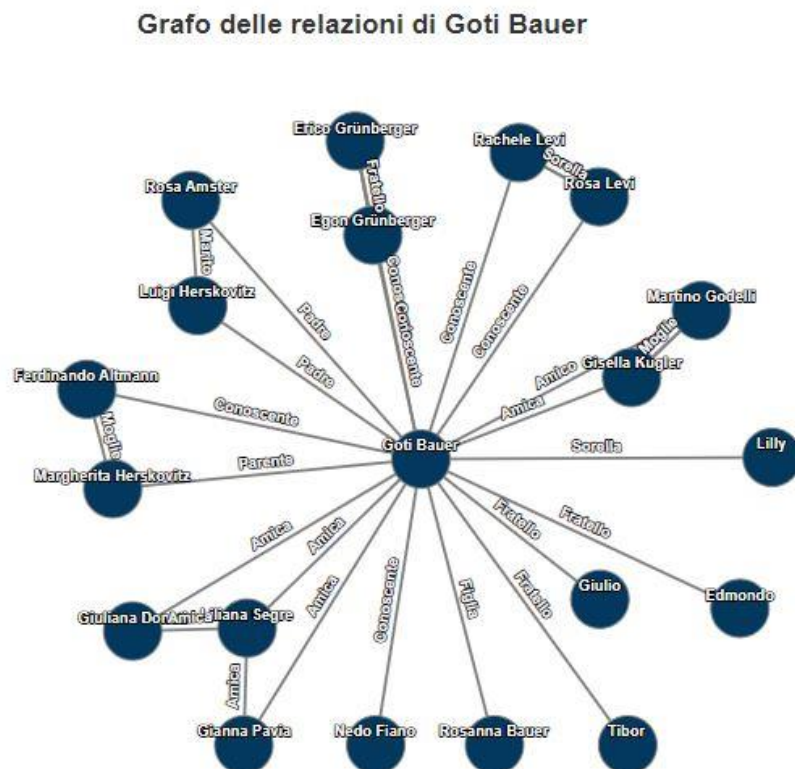 Grafo delle relazioni di Goti Bauer
Erico Grünberger
Rachele Levi
Sorella
Rosa Levi
Fratello
Rosa Amster
Egon Grünberger
Marito
Luigi Herskovitz
Conoscente
Conoscente
Conoscente
Martino Godelli
Padre
Moglie
Gisella Kugler
Padre
Amico
Ferdinando Altmann
Conoscente
Amica
Moglie
Goti Bauer
Sorella
Lilly
Margherita Herskovitz
Parente
Amica
Amica
Fratello
Fratello
Amica
Conoscente
Figlia
Fratello
Giulio
Edmondo
Giuliana
Amica
Liliana Segre
Amica
Gianna Pavia
Nedo Fiano
Rosanna Bauer
Tibor